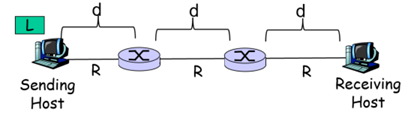 d d d
L
R R R
Sending Receiving
Host Host